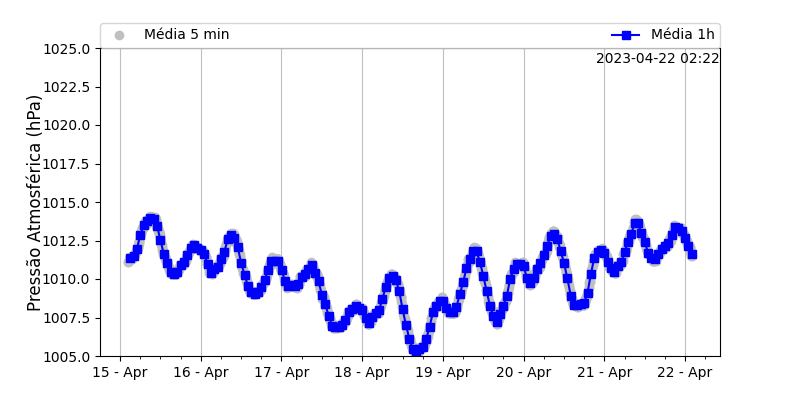 Média 5 min
Média 1h
2023-04-22 02:22
Pressão Atmosférica (hPa)
1025.0
1022.5
1020.0
1017.5
1015.0
1012.5
1010.0
1007.5
1005.0
15 - Apr
16 - Apr
17 - Apr
18 - Apr
19 - Apr
20 - Apr
21 - Apr
22 - Apr